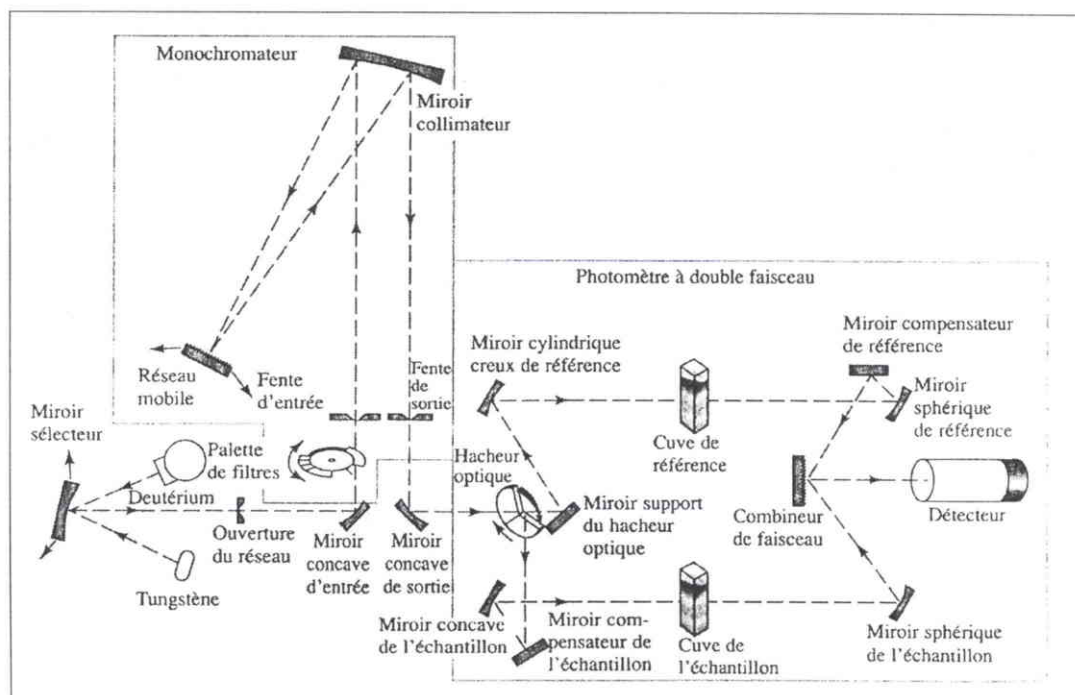 Monochromateur
Miroir
collimateur
Photomètre à double faisceau
Miroir cylindrique
creux de référence
Miroir compensateur
de référence
Réseau
mobile
Fente
d'entrée
Fente
de
sortie
Miroir
sphérique
de référence
Miroir
sélecteur
Palette
de filtres
Hacheur
optique
Cuve de
référence
Deutérium
Ouverture
du réseau
Miroir
concave
d'entrée
Miroir
concave
de sortie
Miroir support
du hacheur
optique
Combineur
de faisceau
Détecteur
Tungstène
Miroir concave
de l'échantillon
Miroir com-
pensateur de
l'échantillon
Cuve de
l'échantillon
Miroir sphérique
de l'échantillon